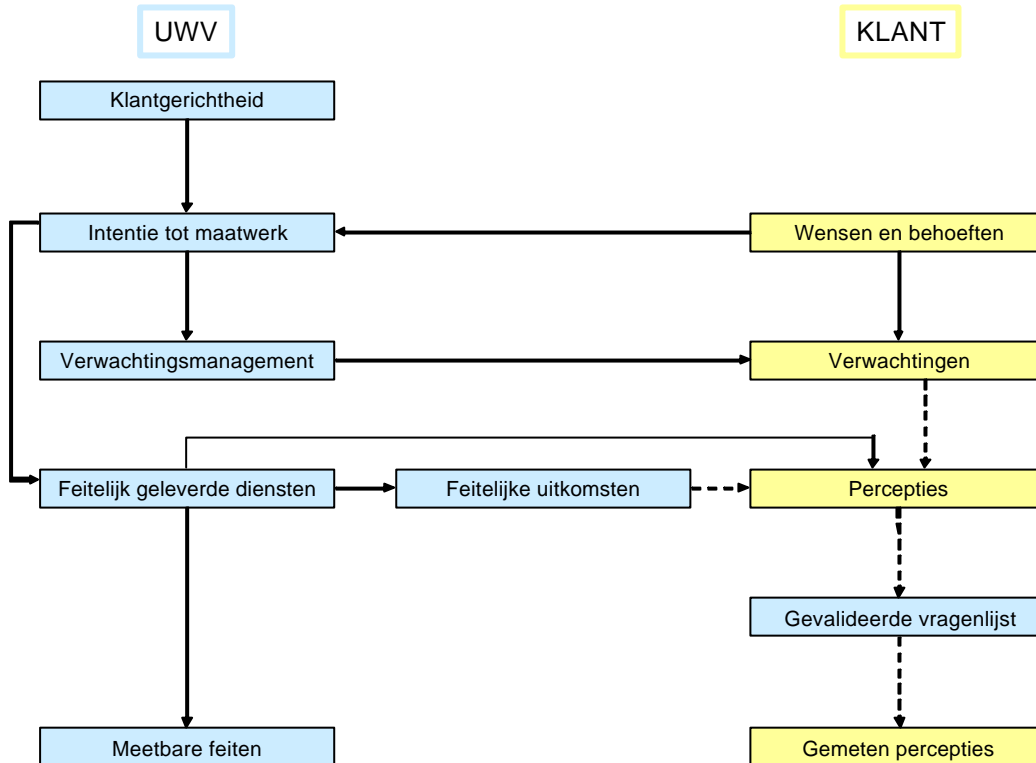 UWV
KLANT
Klantgerichtheid
Intentie tot maatwerk
Wensen en behoeften
Verwachtingsmanagement
Verwachtingen
Feitelijk geleverde diensten
Feitelijke uitkomsten
Percepties
Gevalideerde vragenlijst
Meetbare feiten
Gemeten percepties